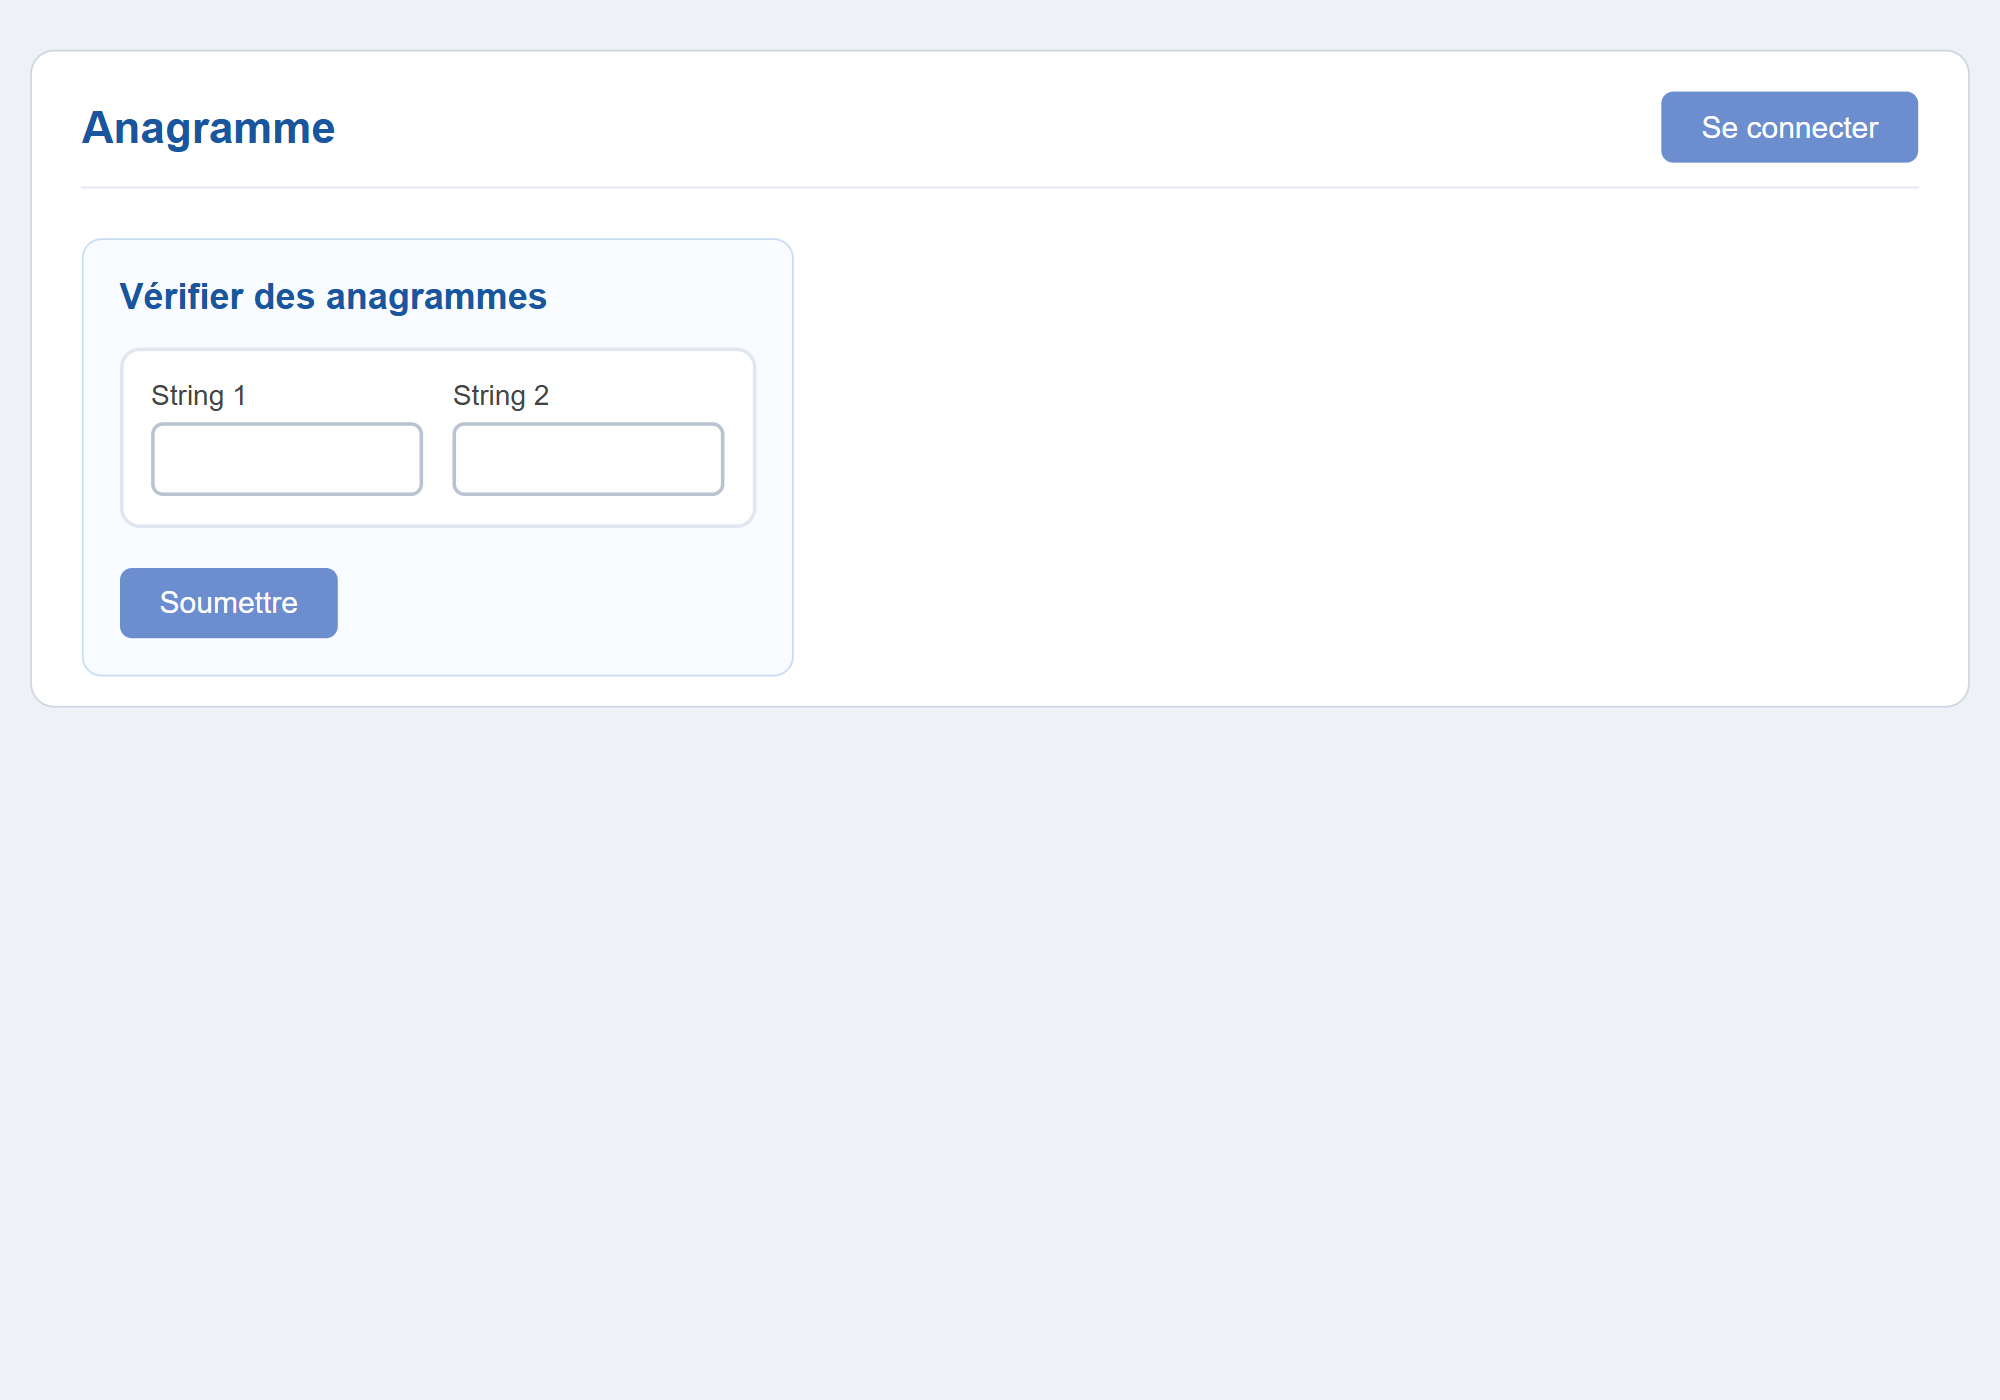 Anagramme
Se connecter
Vérifier des anagrammes
String 1
String 2
Soumettre